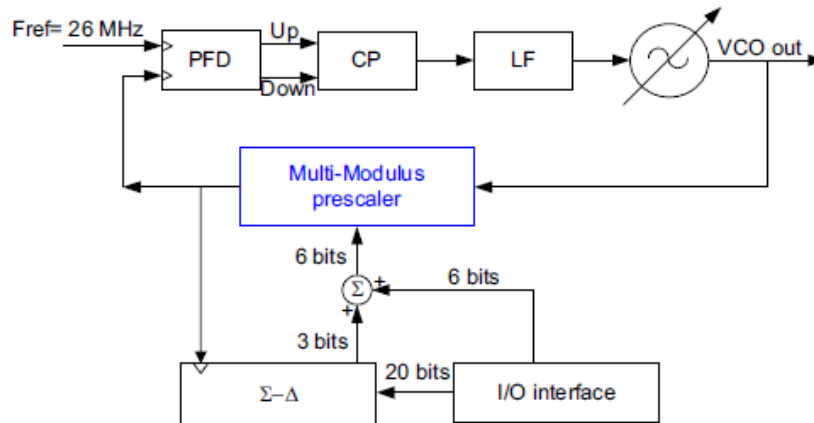 Fref= 26 MHz
Up
PFD
CP
LF
VCO out
Down
Multi-Modulus
prescaler
6 bits
+
6 bits
Σ
+
3 bits
20 bits
Σ−Δ
I/O interface